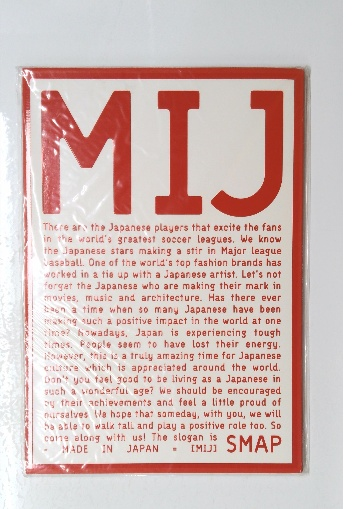 MIJ
There are the Japanese players that excite the fans
in the world's greatest soccer leagues. We know
the Japanese stars making a stir in Major league
baseball. One of the world's top fashion brands has
worked in a tie up with a Japanese artist. Let's not
forget the Japanese who are making their mark in
movies, music and architecture. Has there ever
been a time when so many Japanese have been
making such a positive impact in the world at one
time? Nowadays, Japan is experiencing tough
times. People seem to have lost their energy.
However, this is a truly amazing time for Japanese
culture which is appreciated around the world.
Don't you feel good to be living as a Japanese in
such a wonderful age? We should be encouraged
by their achievements and feel a little proud of
ourselves. We hope that someday, with you, we will
be able to walk tall and play a positive role too. So
come along with us! The slogan is
- MADE IN JAPAN = [MIJ] SMAP